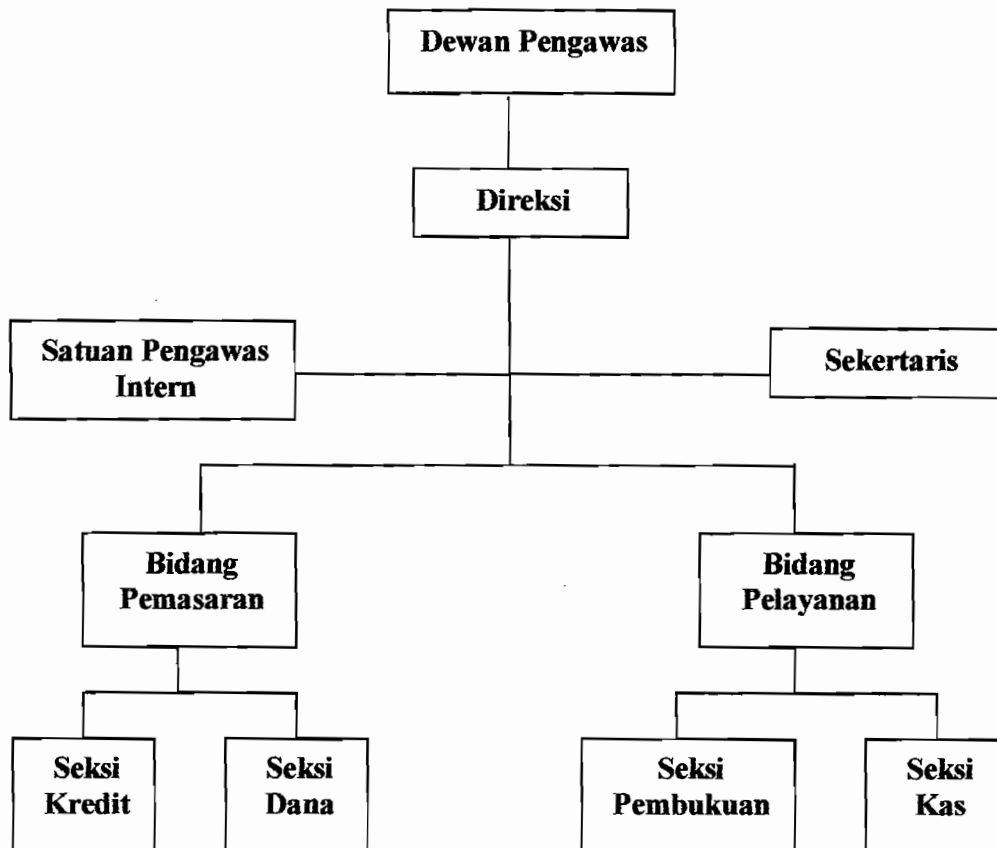 Dewan Pengawas
Direksi
Satuan Pengawas
Intern
Sekertaris
Bidang
Pemasaran
Bidang
Pelayanan
Seksi
Kredit
Seksi
Dana
Seksi
Pembukuan
Seksi
Kas